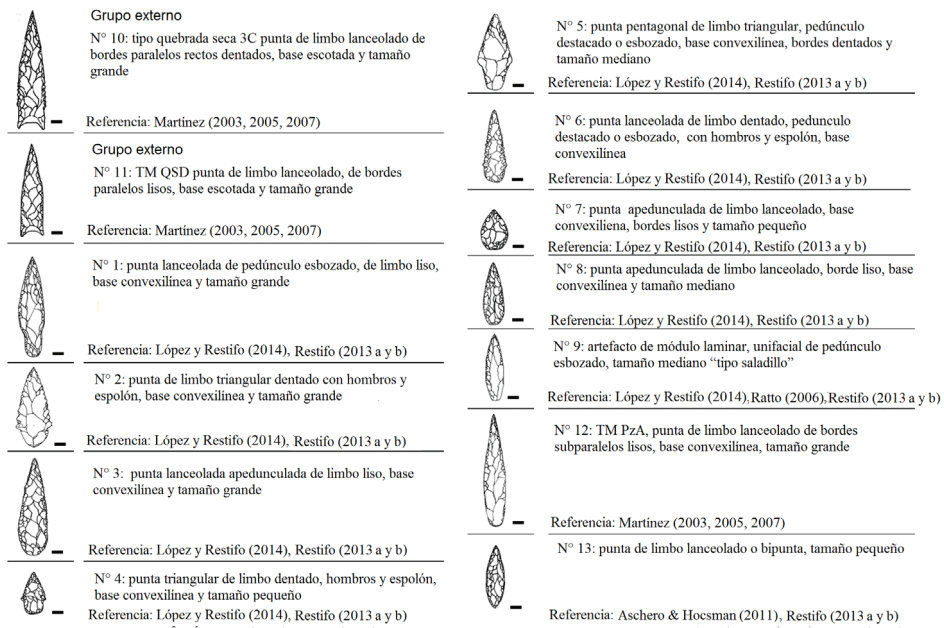 Grupo externo
N° 10: tipo quebrada seca 3C punta de limbo lanceolado de
bordes paralelos rectos dentados, base escotada y tamaño
grande
Referencia: Martínez (2003, 2005, 2007)
Grupo externo
N° 11: TM QSD punta de limbo lanceolado, de bordes
paralelos lisos, base escotada y tamaño grande
Referencia: Martínez (2003, 2005, 2007)
N° 1: punta lanceolada de pedúnculo esbozado, de limbo liso,
base convexilínea y tamaño grande
Referencia: López y Restifo (2014), Restifo (2013 a y b)
N° 2: punta de limbo triangular dentado con hombros y
espolón, base convexilínea y tamaño grande
Referencia: López y Restifo (2014), Restifo (2013 a y b)
N° 3: punta lanceolada apedunculada de limbo liso, base
convexilínea y tamaño grande
Referencia: López y Restifo (2014), Restifo (2013 a y b)
N° 4: punta triangular de limbo dentado, hombros y espolón,
base convexilínea y tamaño pequeño
Referencia: López y Restifo (2014), Restifo (2013 a y b)
N° 5: punta pentagonal de limbo triangular, pedúnculo
destacado o esbozado, base convexilínea, bordes dentados y
tamaño mediano
Referencia: López y Restifo (2014), Restifo (2013 a y b)
N° 6: punta lanceolada de limbo dentado, pedunculo
destacado o esbozado, con hombros y espolón, base
convexilínea
Referencia: López y Restifo (2014), Restifo (2013 a y b)
N° 7: punta apedunculada de limbo lanceolado, base
convexiliena, bordes lisos y tamaño pequeño
Referencia: López y Restifo (2014), Restifo (2013 a y b)
N° 8: punta apedunculada de limbo lanceolado, borde liso, base
convexilínea y tamaño mediano
Referencia: López y Restifo (2014), Restifo (2013 a y b)
N° 9: artefacto de módulo laminar, unifacial de pedúnculo
esbozado, tamaño mediano “tipo saladillo”
Referencia: López y Restifo (2014),Ratto (2006),Restifo (2013 a y b)
N° 12: TM PzA, punta de limbo lanceolado de bordes
subparalelos lisos, base convexilínea, tamaño grande
Referencia: Martínez (2003, 2005, 2007)
N° 13: punta de limbo lanceolado o bipunta, tamaño pequeño
Referencia: Aschero & Hocsman (2011), Restifo (2013 a y b)